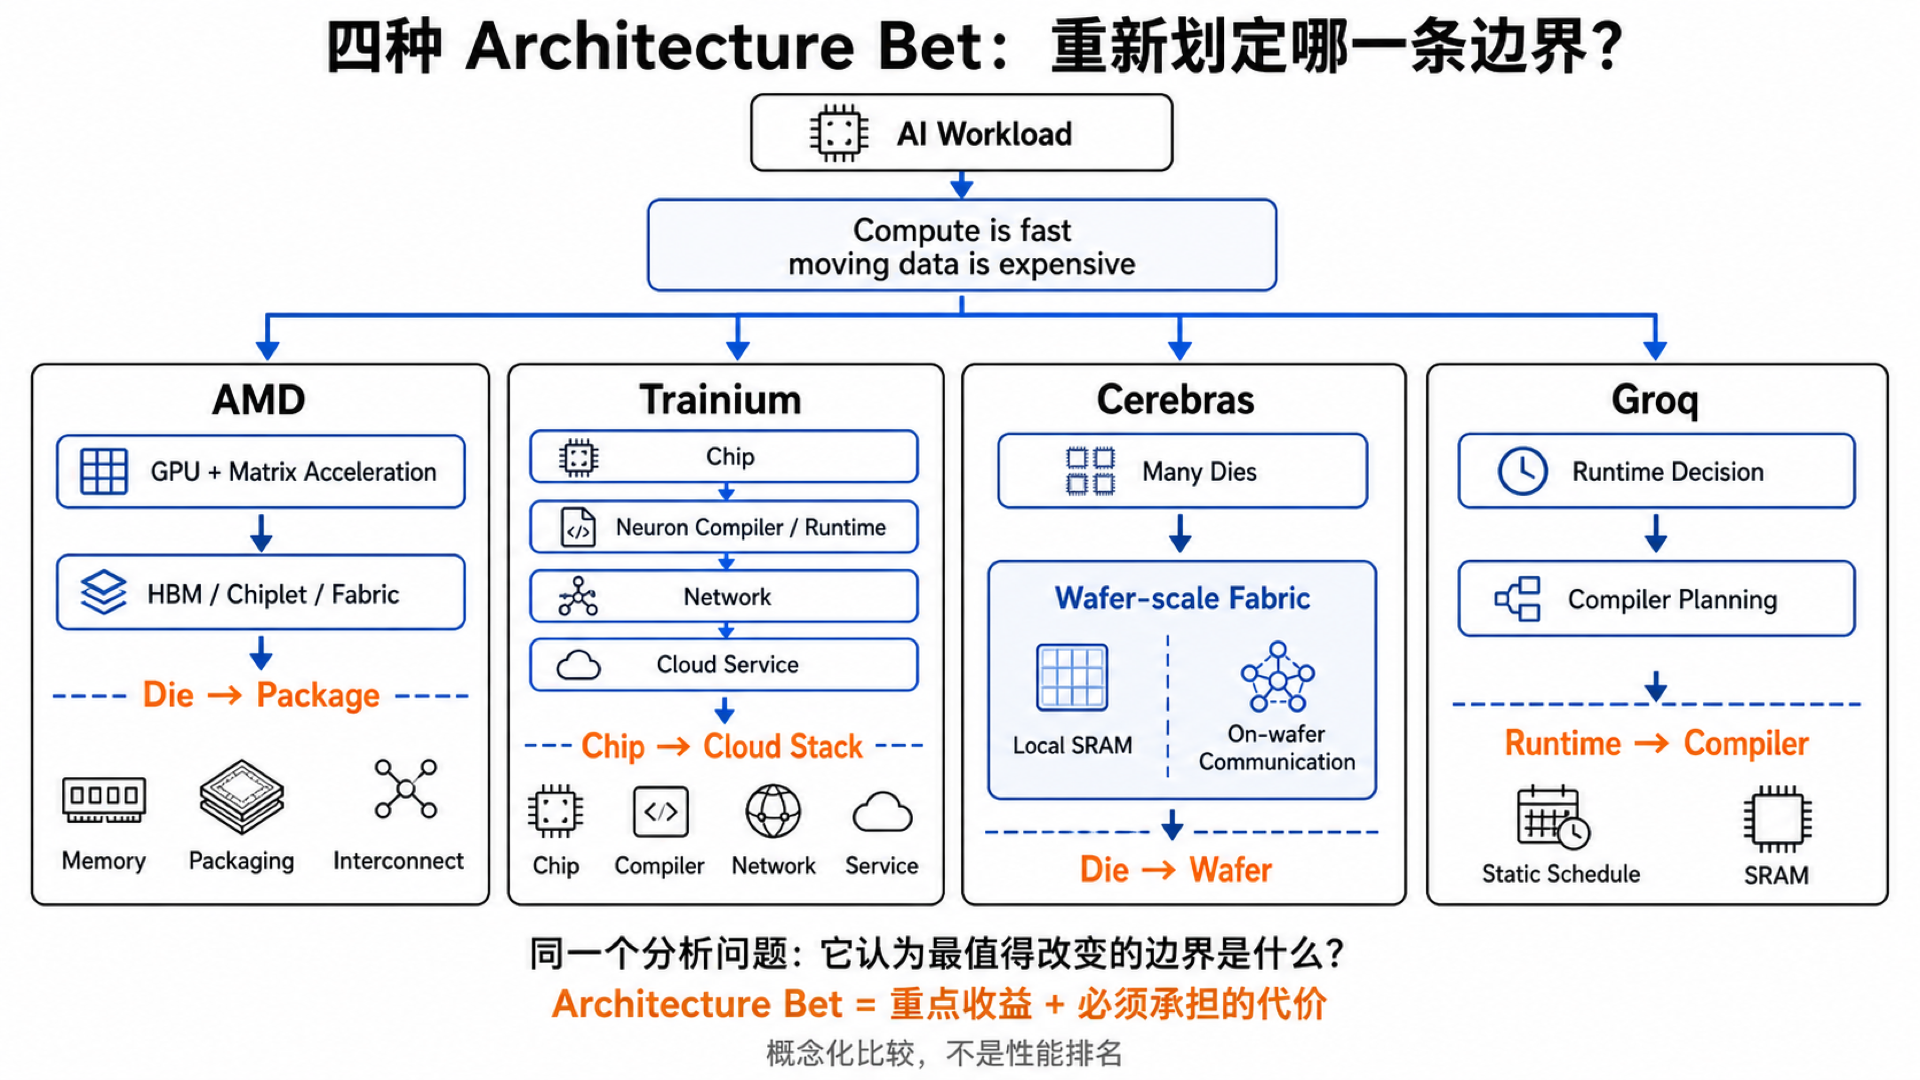 四种 Architecture Bet：重新划定哪一条边界？
AI Workload
Compute is fast
moving data is expensive
AMD
GPU + Matrix Acceleration
HBM / Chiplet / Fabric
Die → Package
Memory
Packaging
Interconnect
Trainium
Chip
Neuron Compiler / Runtime
Network
Cloud Service
Chip → Cloud Stack
Chip
Compiler
Network
Service
Cerebras
Many Dies
Wafer-scale Fabric
Local SRAM
On-wafer
Communication
Die → Wafer
Groq
Runtime Decision
Compiler Planning
Runtime → Compiler
Static Schedule
SRAM
同一个分析问题：它认为最值得改变的边界是什么？
Architecture Bet = 重点收益 + 必须承担的代价
概念化比较，不是性能排名